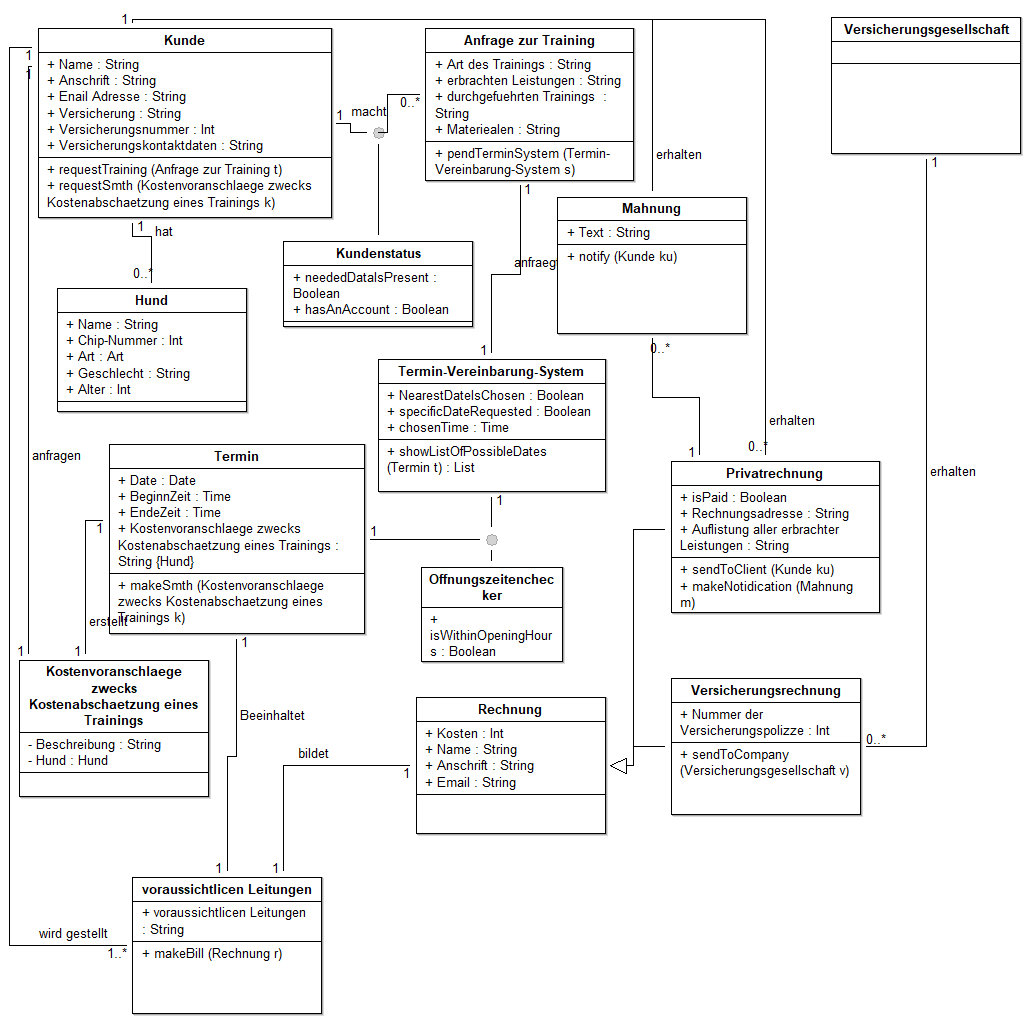 1
Kunde
+ Name : String
+ Anschrift : String
+ Email Adresse : String
+ Versicherung : String
+ Versicherungsnummer : Int
+ Versicherungskontaktdaten : String
+ requestTraining (Anfrage zur Training t)
+ requestSmth (Kostenvoranschlaege zwecks
Kostenabschaetzung eines Trainings k)
1
1
1
macht
0..*
Anfrage zur Training
+ Art des Trainings : String
+ erbrachten Leistungen : String
+ durchgefuehrten Trainings :
String
+ Materiealen : String
+ pendTerminSystem (Termin-
Vereinbarung-System s)
1
Versicherungsgesellschaft
1
erhalten
1
hat
0..*
Kundenstatus
+ neededDataIsPresent :
Boolean
+ hasAnAccount : Boolean
anfraegt
1
Mahnung
+ Text : String
+ notify (Kunde ku)
0..*
1
Hund
+ Name : String
+ Chip-Nummer : Int
+ Art : Art
+ Geschlecht : String
+ Alter : Int
Termin-Vereinbarung-System
+ NearestDateIsChosen : Boolean
+ specificDateRequested : Boolean
+ chosenTime : Time
+ showListOfPossibleDates
(Termin t) : List
1
erhalten
0..*
anfragen
Termin
+ Date : Date
+ BeginnZeit : Time
+ EndeZeit : Time
+ Kostenvoranschlaege zwecks
Kostenabschaetzung eines Trainings :
String {Hund}
+ makeSmth (Kostenvoranschlaege
zwecks Kostenabschaetzung eines
Trainings k)
1
1
1
Privatrechnung
+ isPaid : Boolean
+ Rechnungsadresse : String
+ Auflistung aller erbrachter
Leistungen : String
+ sendToClient (Kunde ku)
+ makeNotidication (Mahnung
m)
erhalten
Offnungszeitenchec
ker
+
isWithinOpeningHour
s : Boolean
erstellt
1
1
Kostenvoranschlaege
zwecks
Kostenabschaetzung eines
Trainings
- Beschreibung : String
- Hund : Hund
Beeinhaltet
bildet
1
Rechnung
+ Kosten : Int
+ Name : String
+ Anschrift : String
+ Email : String
Versicherungsrechnung
+ Nummer der
Versicherungspolizze : Int
+ sendToCompany
(Versicherungsgesellschaft v)
0..*
1
1
voraussichtlicen Leitungen
+ voraussichtlicen Leitungen
: String
+ makeBill (Rechnung r)
wird gestellt
1..*